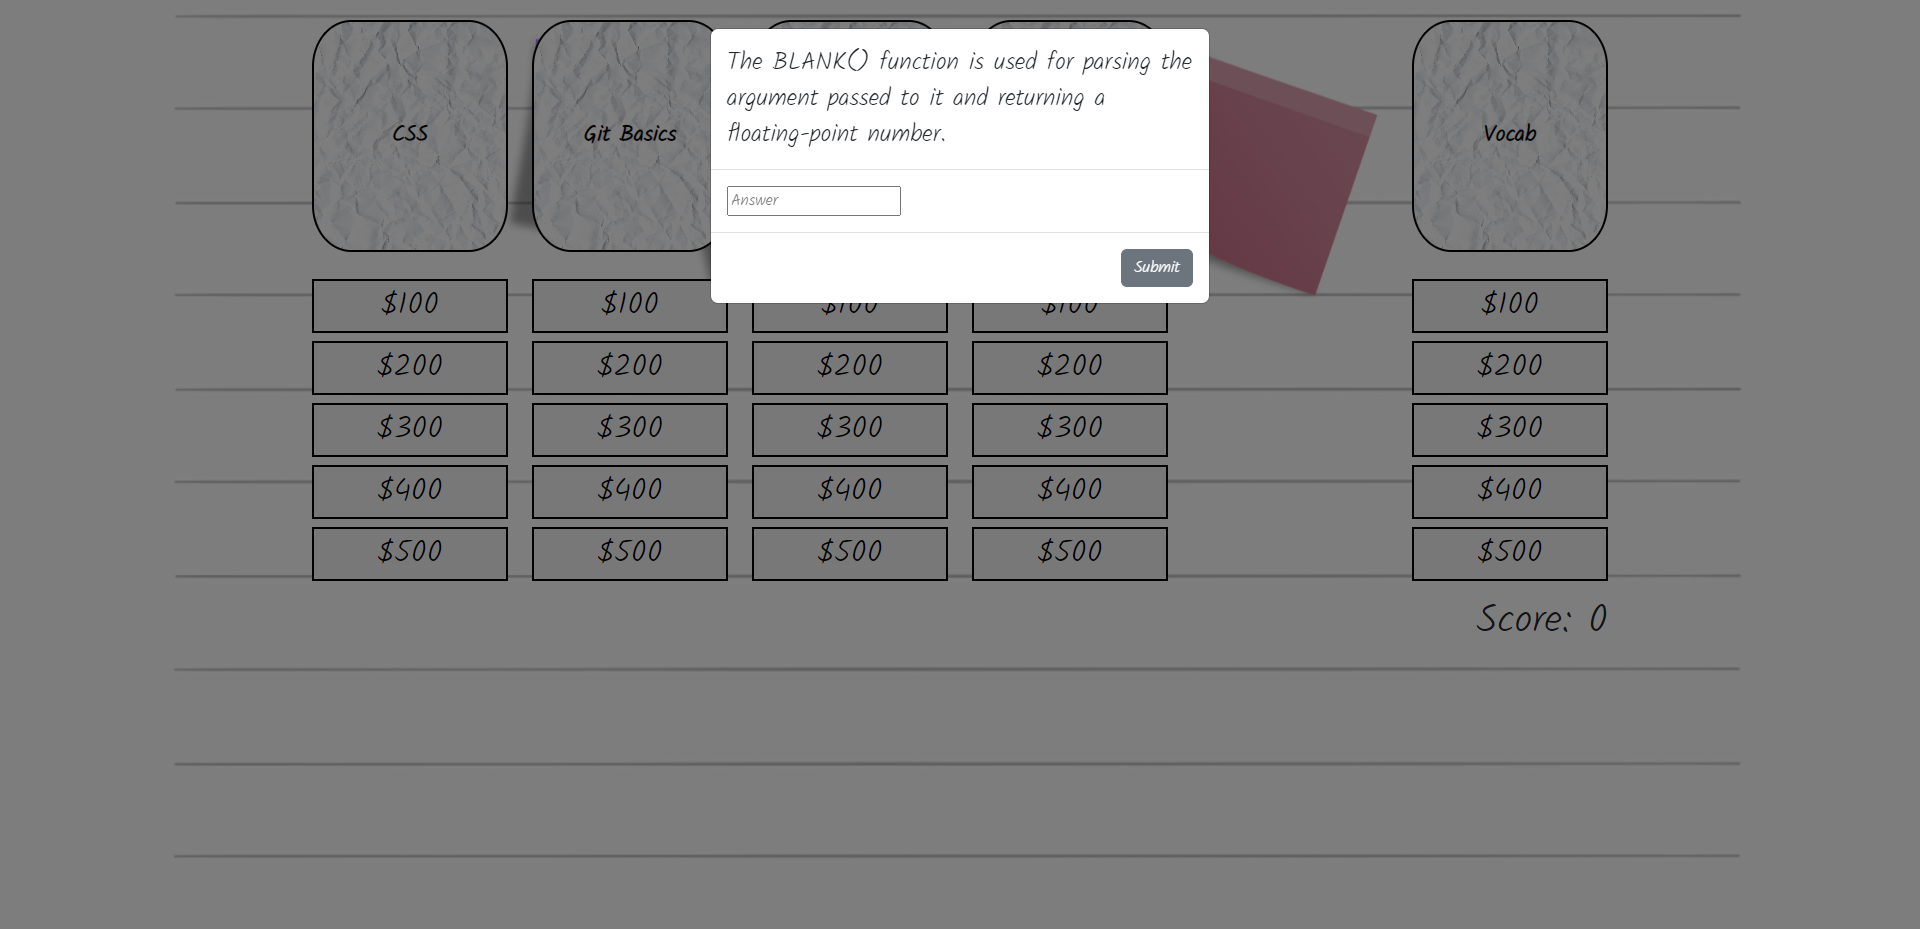 The BLANK() function is used for parsing the
argument passed to it and returning a
floating-point number.
Answer
Submit
CSS
Git Basics
Vocab
$100
$100
$100
$100
$100
$200
$200
$200
$200
$200
$300
$300
$300
$300
$300
$400
$400
$400
$400
$400
$500
$500
$500
$500
$500
Score: 0